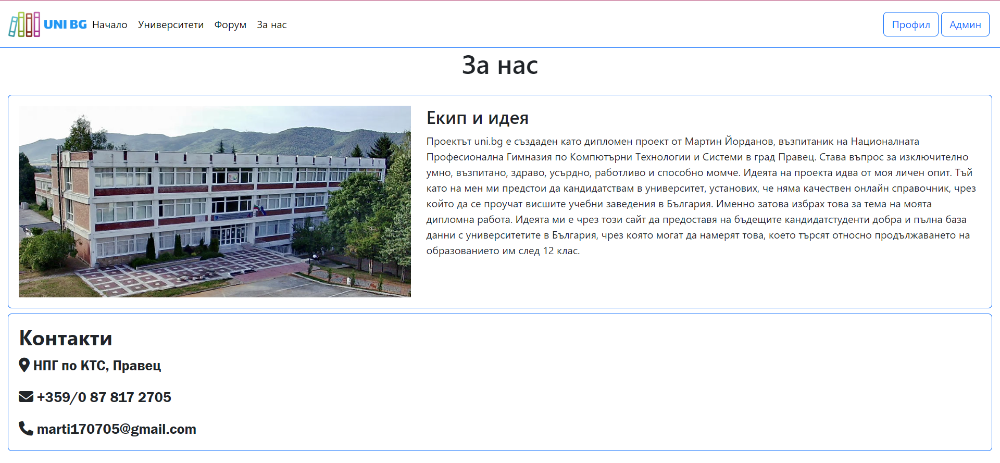 UNI BG Начало Университети Форум За нас Профил Админ
За нас
Екип и идея
Проектът uni.bg е създаден като дипломен проект от Мартин Йорданов, възпитаник на Националната
Професионална Гимназия по Компютърни Технологии и Системи в град Правец. Става въпрос за изключително
умно, възпитано, здраво, усърдно, работливо и способно момче. Идеята на проекта идва от моя личен опит. Тъй
като на мен ми предстои да кандидатствам в университет, установих, че няма качествен онлайн справочник, чрез
който да се проучат висшите учебни заведения в България. Именно затова избрах това за тема на моята
дипломна работа. Идеята ми е чрез този сайт да предоставя на бъдещите кандидатстуденти добра и пълна база
данни с университетите в България, чрез която могат да намерят това, което търсят относно продължаването на
образованието им след 12 клас.
Контакти
НПГ по КТС, Правец
+359/0 87 817 2705
marti170705@gmail.com